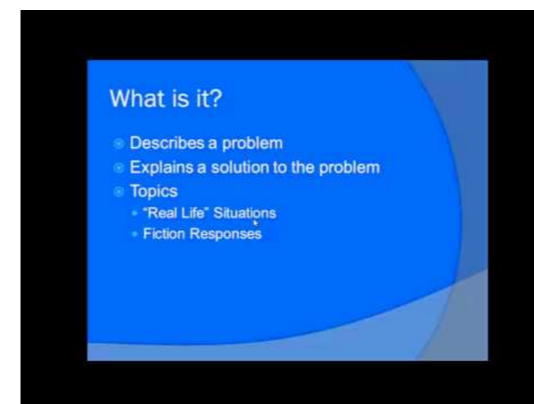 What is it?
Describes a problem
Explains a solution to the problem
Topics
"Real Life" Situations
Fiction Responses